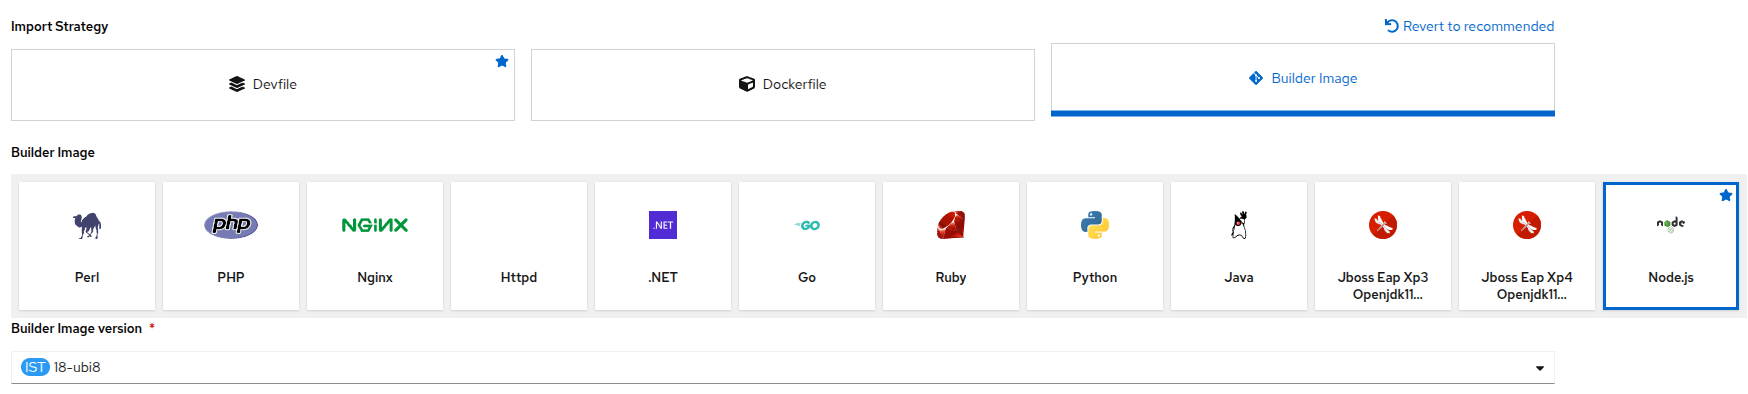 Import Strategy
Revert to recommended
Devfile
Dockerfile
Builder Image
Builder Image
php
NGINX
.NET
GO
node
Perl
PHP
Nginx
Httpd
.NET
Go
Ruby
Python
Java
Jboss Eap Xp3
Openjdk11...
Jboss Eap Xp4
Openjdk11...
Node.js
Builder Image version *
IST 18-ubi8